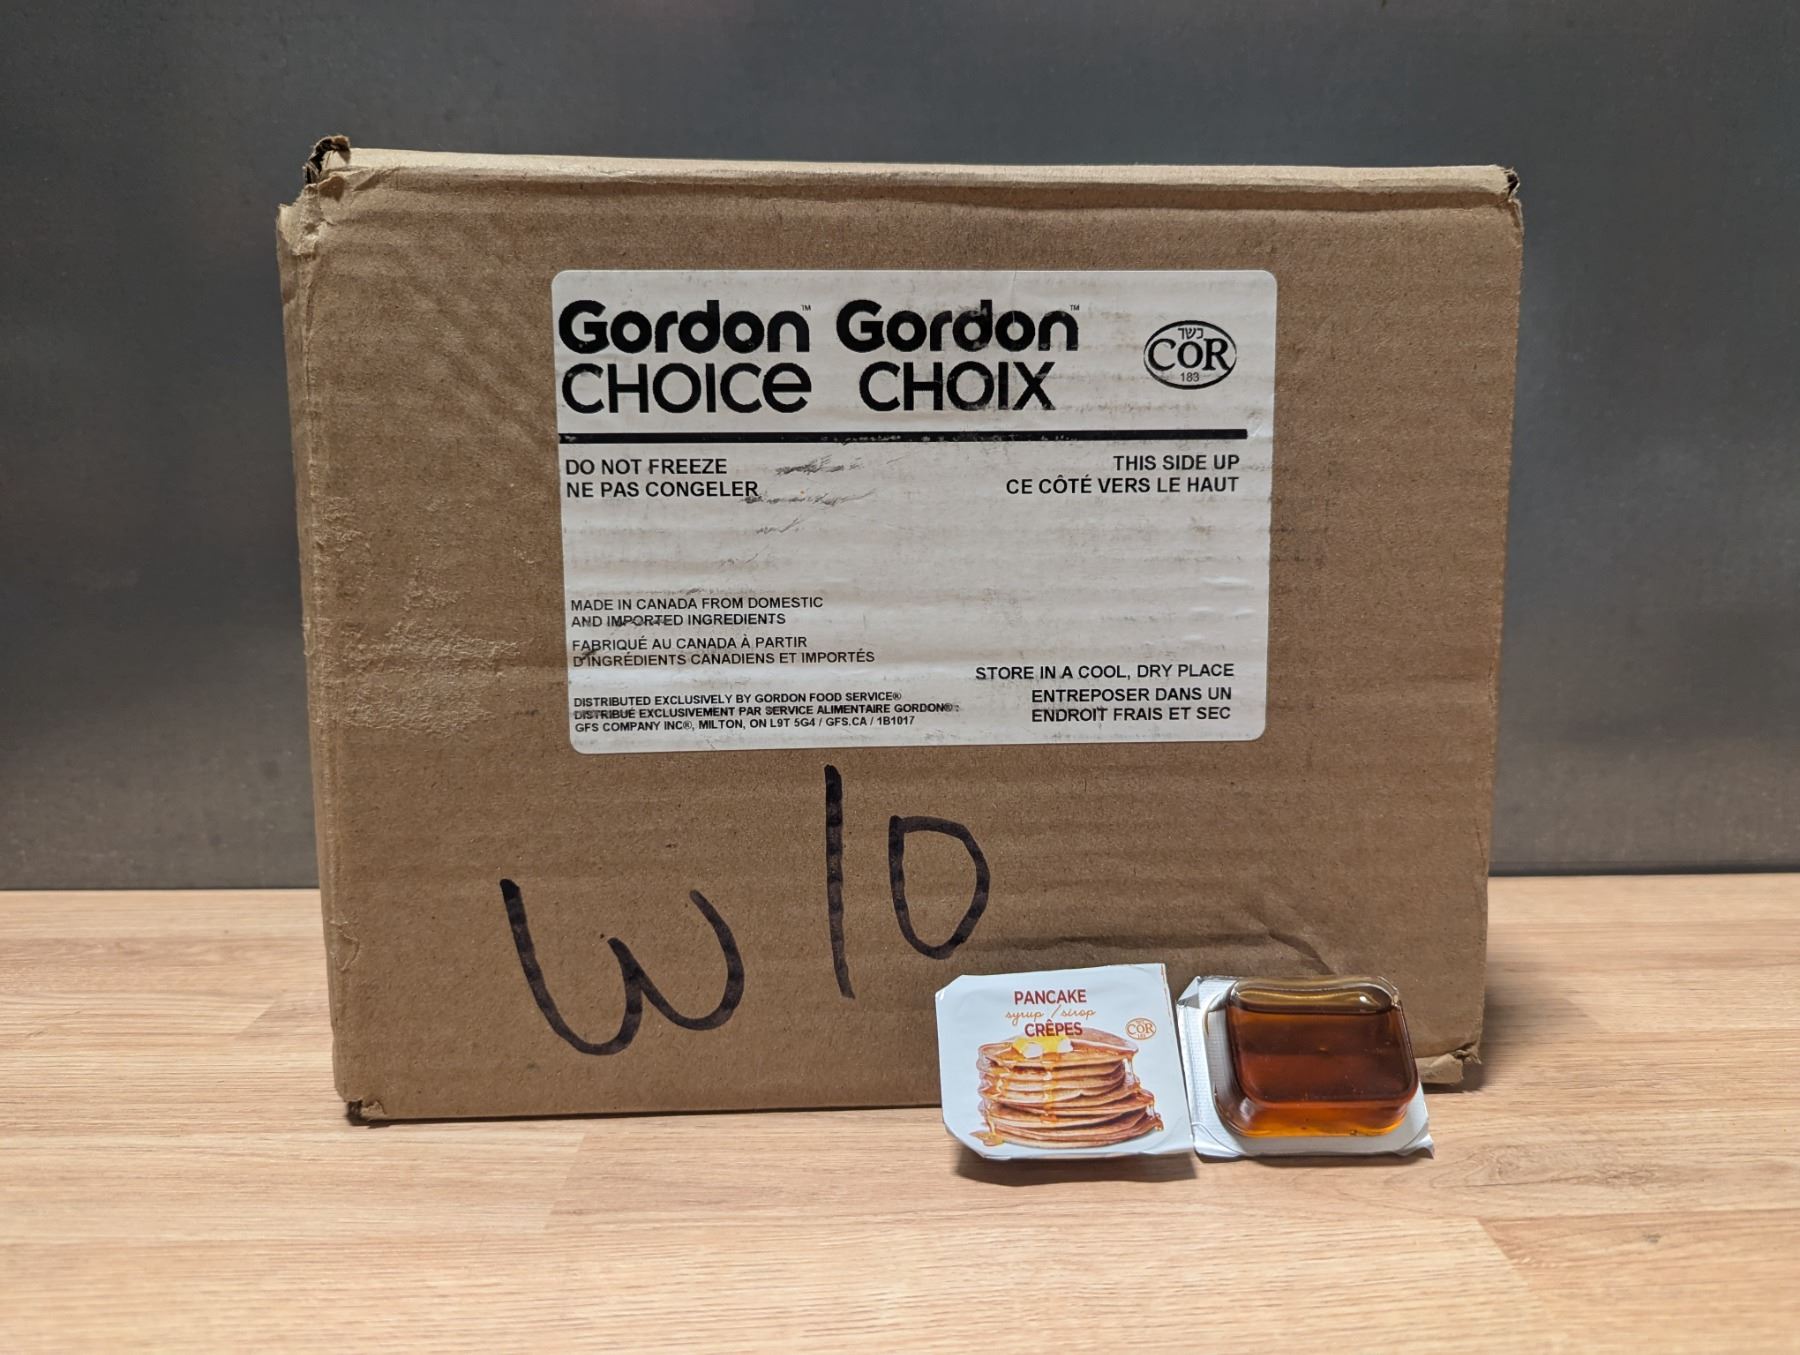 Gordon™ Gordon™
CHOICe CHOIX
כשר
COR
183
DO NOT FREEZE
NE PAS CONGELER
THIS SIDE UP
CE CÔTÉ VERS LE HAUT
MADE IN CANADA FROM DOMESTIC
AND IMPORTED INGREDIENTS
FABRIQUÉ AU CANADA À PARTIR
D'INGRÉDIENTS CANADIENS ET IMPORTÉS
DISTRIBUTED EXCLUSIVELY BY GORDON FOOD SERVICE®
DISTRIBUÉ EXCLUSIVEMENT PAR SERVICE ALIMENTAIRE GORDON® :
GFS COMPANY INC®, MILTON, ON L9T 5G4 / GFS.CA / 1B1017
STORE IN A COOL, DRY PLACE
ENTREPOSER DANS UN
ENDROIT FRAIS ET SEC
W10
PANCAKE
syrup / sirop
CRÊPES
COR